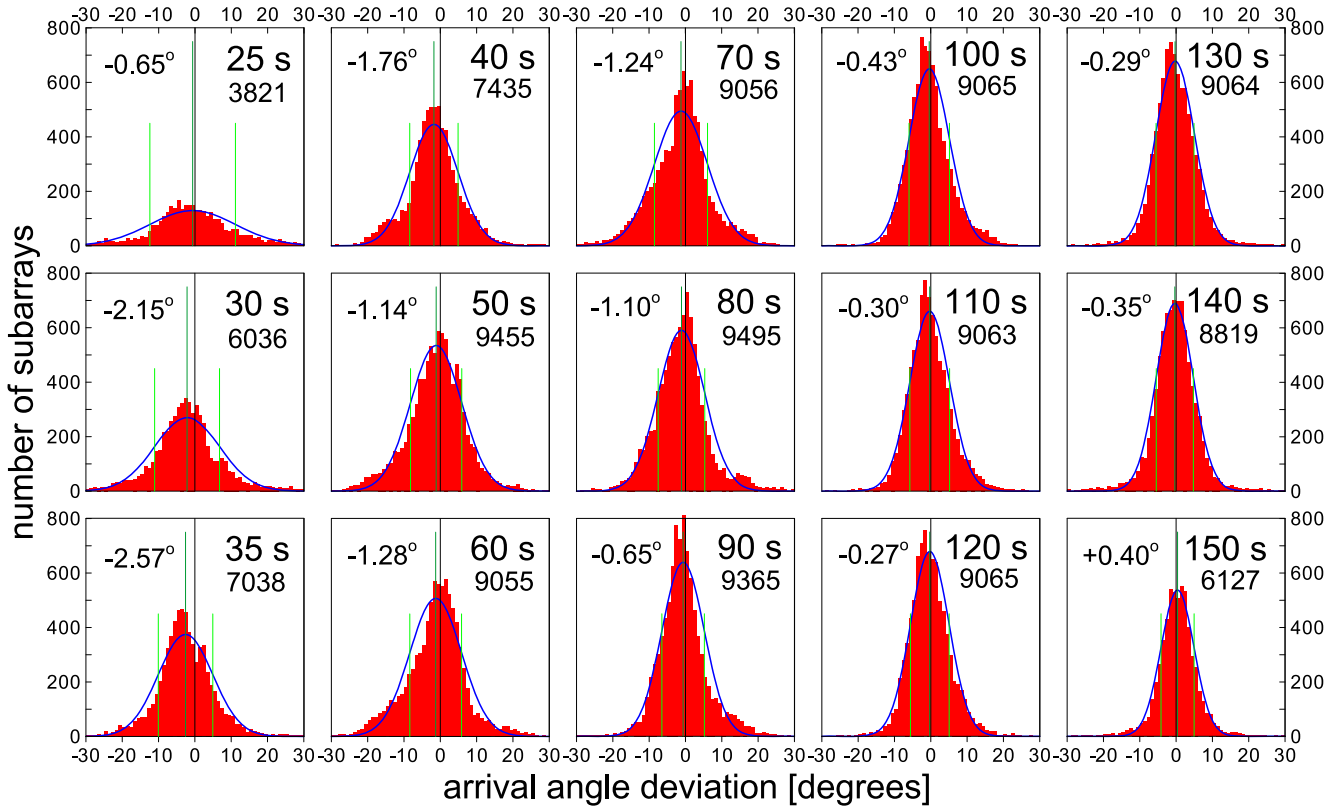 -30 -20 -10 0 10 20 30 -30 -20 -10 0 10 20 30 -30 -20 -10 0 10 20 30 -30 -20 -10 0 10 20 30 -30 -20 -10 0 10 20 30
800 800
600 600
400 400
200 200
0 0
-0.65° 25 s
3821
-1.76° 40 s
7435
-1.24° 70 s
9056
-0.43° 100 s
9065
-0.29° 130 s
9064
number of subarrays
800 800
600 600
400 400
200 200
0 0
-2.15° 30 s
6036
-1.14° 50 s
9455
-1.10° 80 s
9495
-0.30° 110 s
9063
-0.35° 140 s
8819
800 800
600 600
400 400
200 200
0 0
-2.57° 35 s
7038
-1.28° 60 s
9055
-0.65° 90 s
9365
-0.27° 120 s
9065
+0.40° 150 s
6127
-30 -20 -10 0 10 20 30 -30 -20 -10 0 10 20 30 -30 -20 -10 0 10 20 30 -30 -20 -10 0 10 20 30 -30 -20 -10 0 10 20 30
arrival angle deviation [degrees]